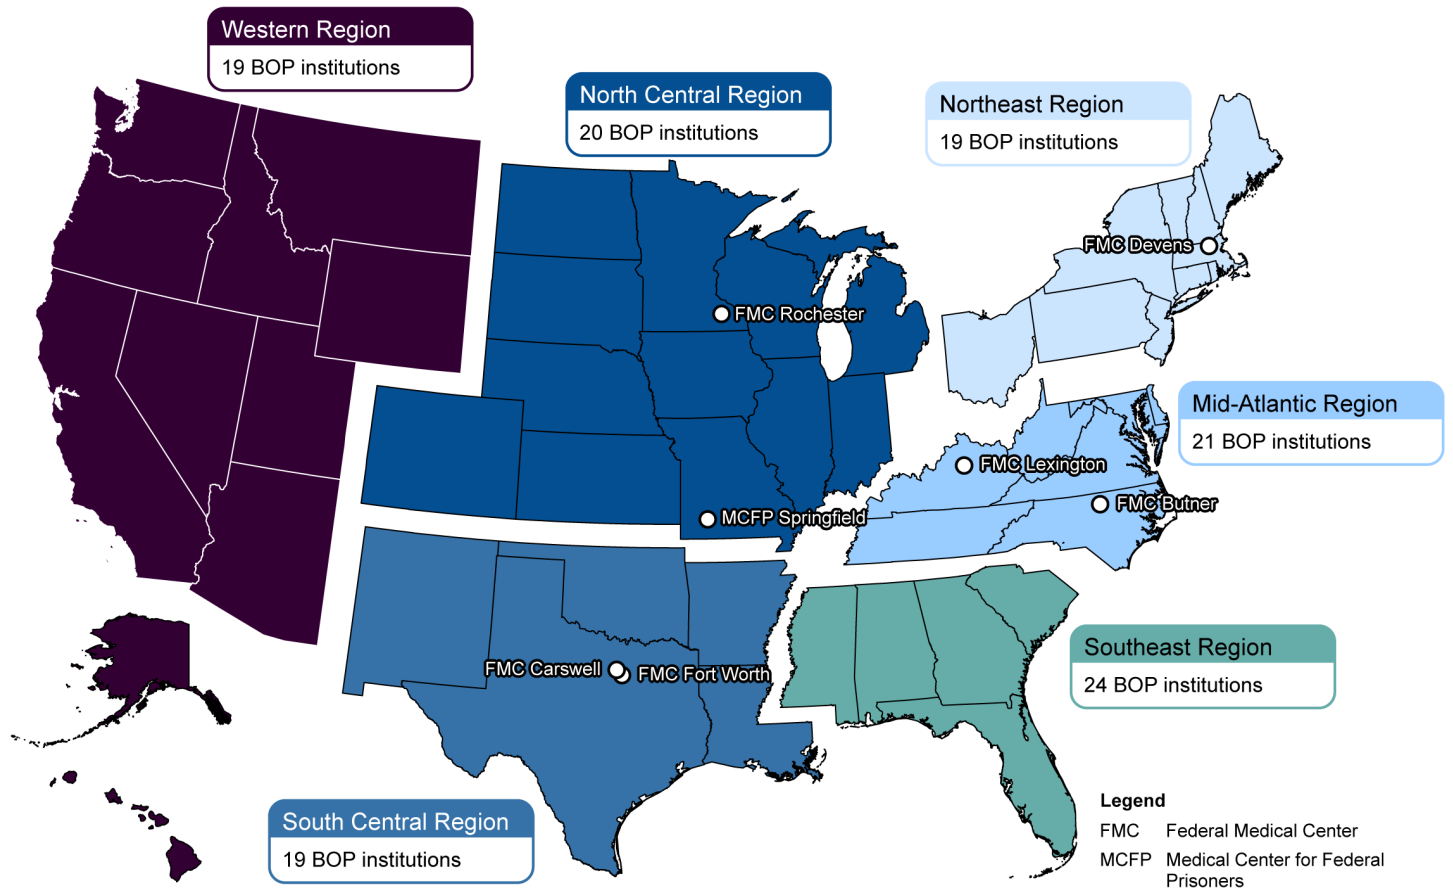 Western Region
19 BOP institutions
North Central Region
20 BOP institutions
Northeast Region
19 BOP institutions
FMC Devens
FMC Rochester
Mid-Atlantic Region
21 BOP institutions
FMC Lexington
FMC Butner
MCFP Springfield
FMC Carswell
FMC Fort Worth
Southeast Region
24 BOP institutions
South Central Region
19 BOP institutions
Legend
FMC Federal Medical Center
MCFP Medical Center for Federal
Prisoners